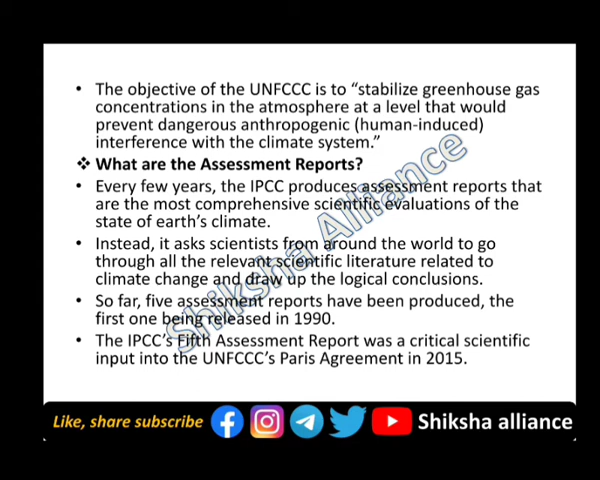 • The objective of the UNFCCC is to “stabilize greenhouse gas
concentrations in the atmosphere at a level that would
prevent dangerous anthropogenic (human-induced)
interference with the climate system.”
❖ What are the Assessment Reports?
• Every few years, the IPCC produces assessment reports that
are the most comprehensive scientific evaluations of the
state of earth’s climate.
• Instead, it asks scientists from around the world to go
through all the relevant scientific literature related to
climate change and draw up the logical conclusions.
• So far, five assessment reports have been produced, the
first one being released in 1990.
• The IPCC’s Fifth Assessment Report was a critical scientific
input into the UNFCCC’s Paris Agreement in 2015.
Shiksha Alliance
Like, share subscribe Shiksha alliance